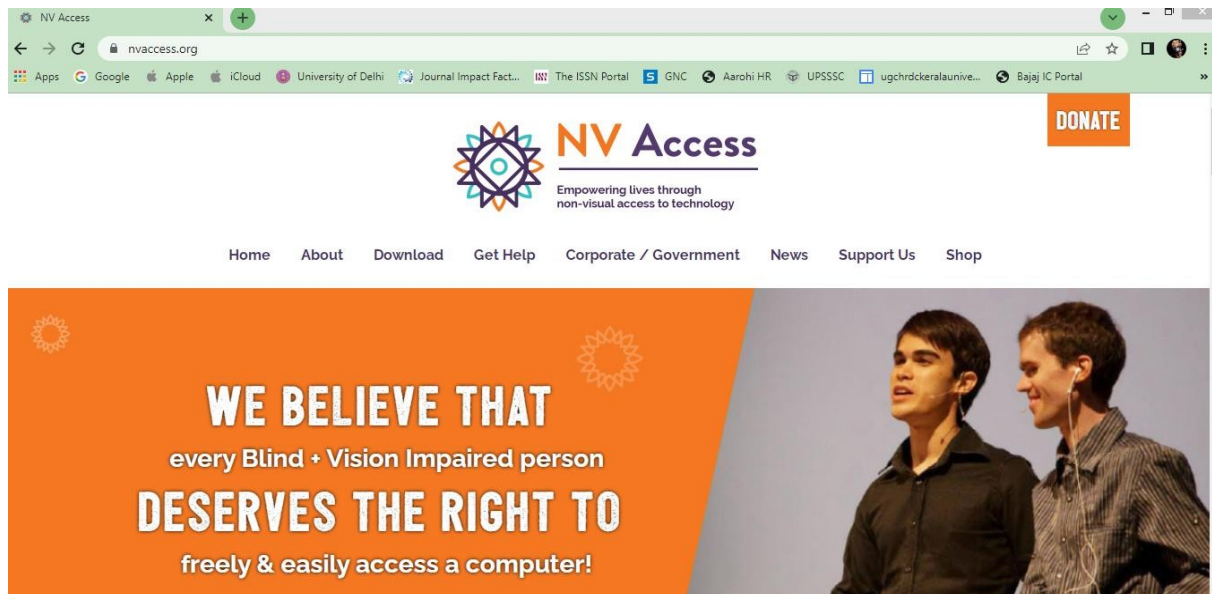 NV Access
nvaccess.org
Apps Google Apple iCloud University of Delhi Journal Impact Fact... The ISSN Portal GNC Aarohi HR UPSSSC ugchrdckeralaunive... Bajaj IC Portal »
DONATE
NV Access
Empowering lives through
non-visual access to technology
Home About Download Get Help Corporate / Government News Support Us Shop
WE BELIEVE THAT
every Blind + Vision Impaired person
DESERVES THE RIGHT TO
freely & easily access a computer!